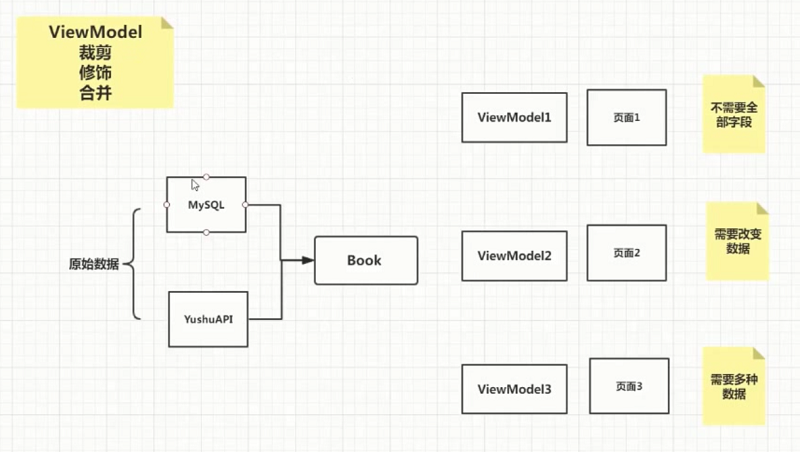 ViewModel
裁剪
修饰
合并
ViewModel1
页面1
不需要全
部字段
MySQL
原始数据
Book
YushuAPI
ViewModel2
页面2
需要改变
数据
ViewModel3
页面3
需要多种
数据